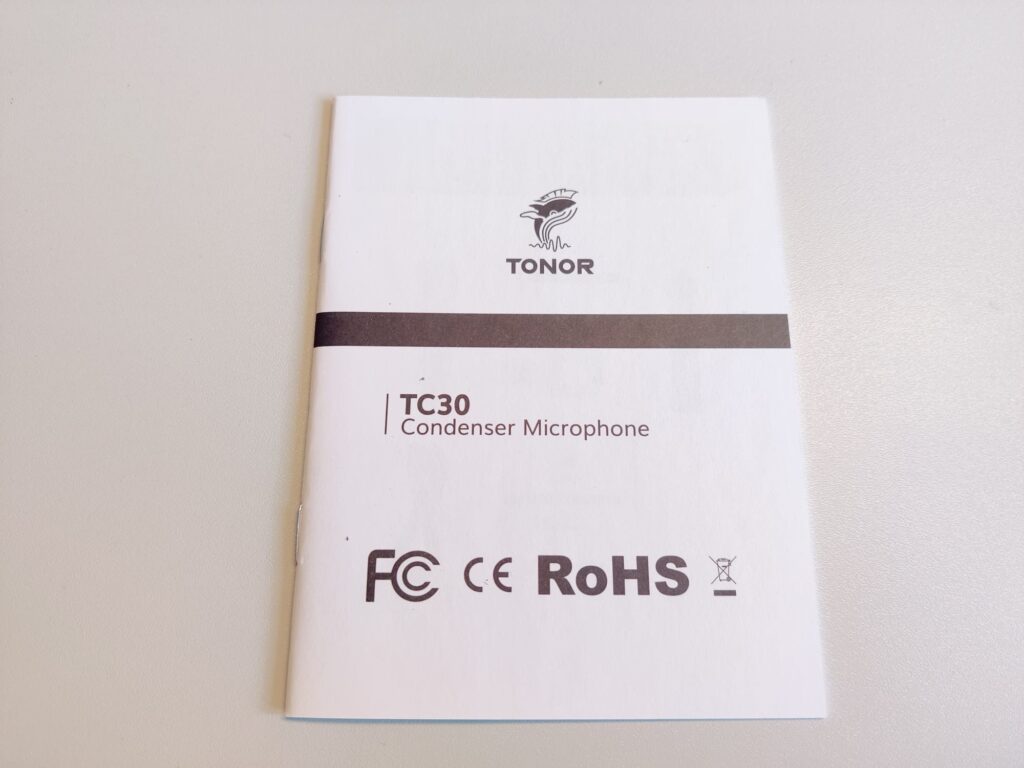 TONOR
TC30
Condenser Microphone
FC CE RoHS